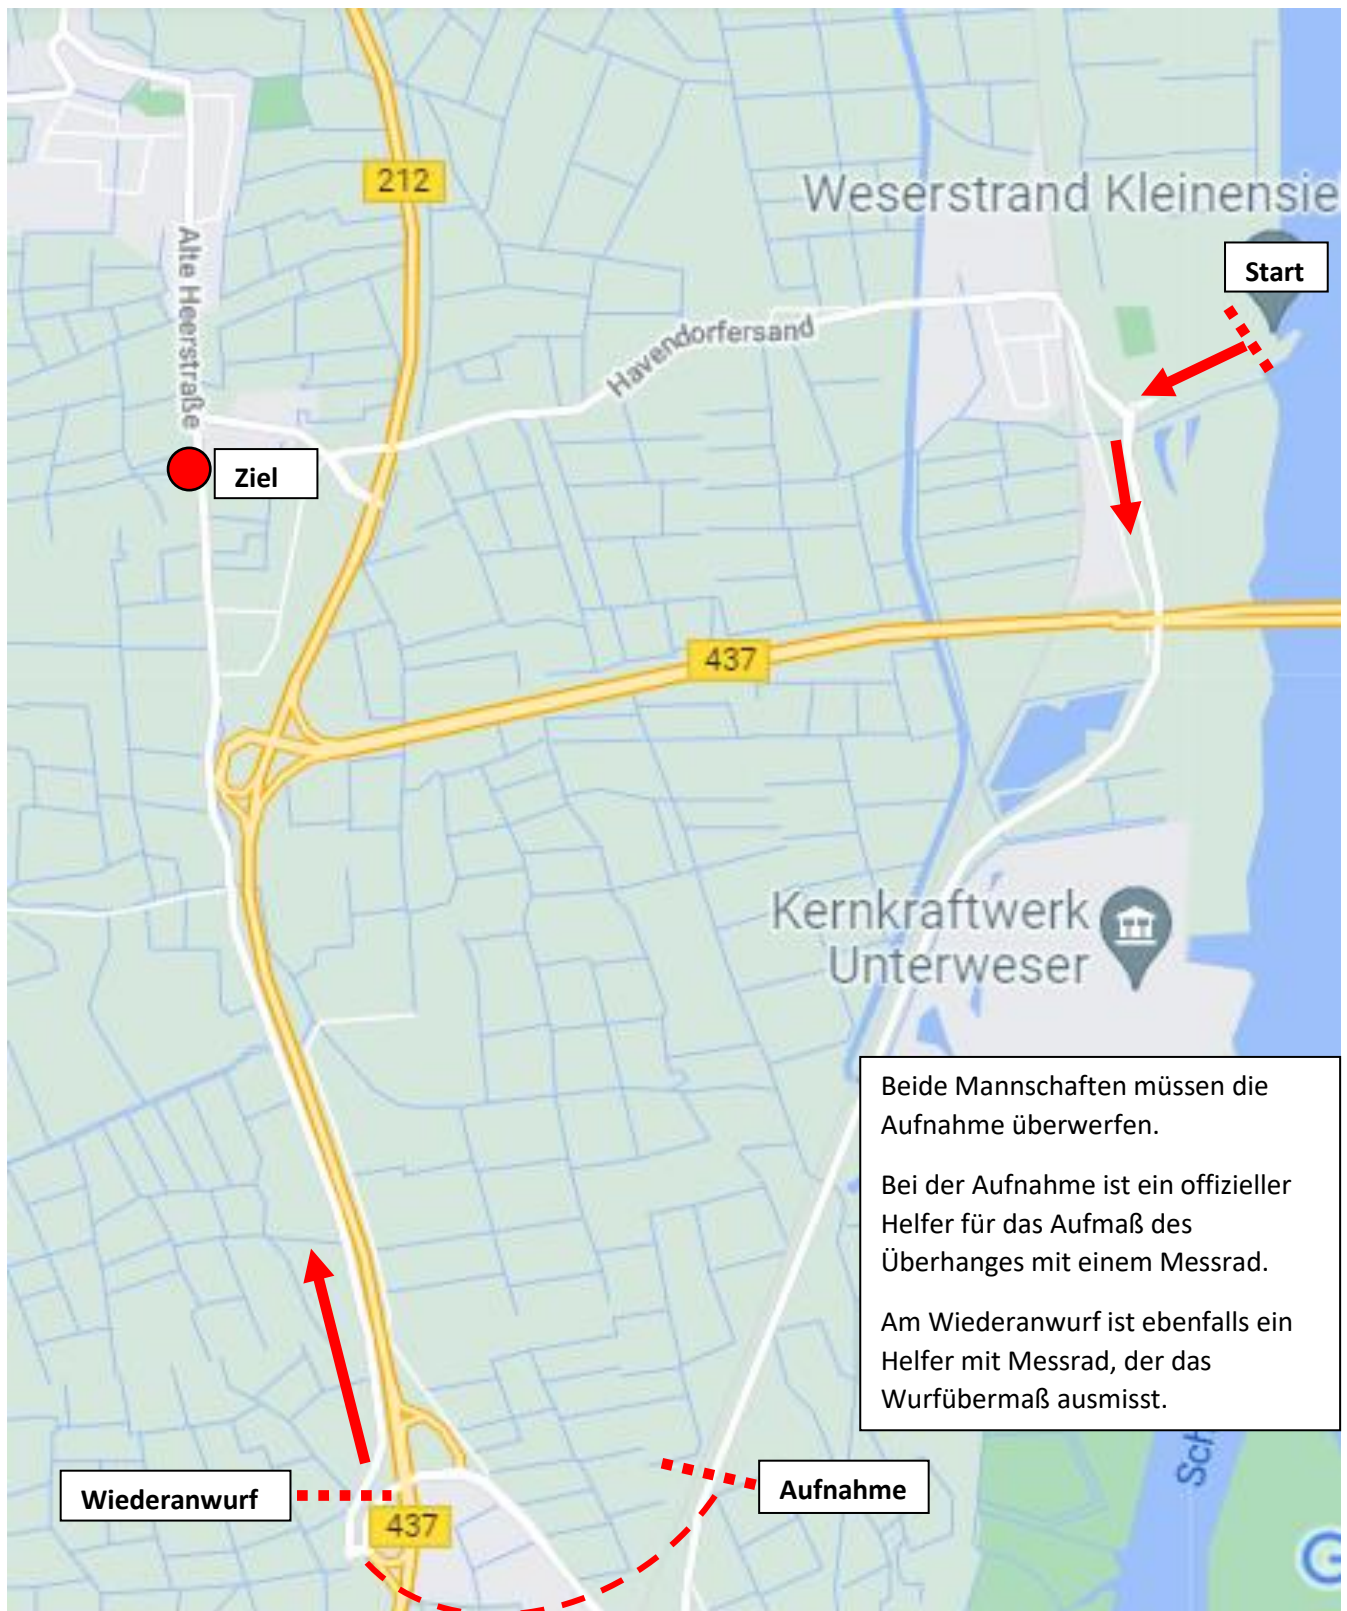 212
Weserstrand Kleinensie
Start
Alte Heerstraße
Havendorfersand
Ziel
437
Kernkraftwerk
Unterweser
Beide Mannschaften müssen die
Aufnahme überwerfen.
Bei der Aufnahme ist ein offizieller
Helfer für das Aufmaß des
Überhanges mit einem Messrad.
Am Wiederanwurf ist ebenfalls ein
Helfer mit Messrad, der das
Wurfübermaß ausmisst.
Sch
Wiederanwurf
Aufnahme
437